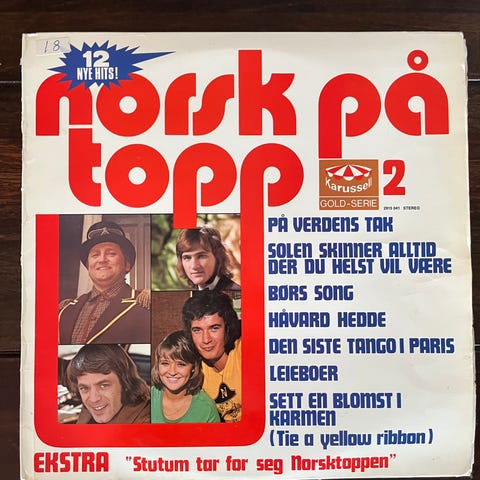 18
12
NYE HITS!
norsk på
topp 2
Karussell
GOLD-SERIE
2915 041 STEREO
PÅ VERDENS TAK
SOLEN SKINNER ALLTID
DER DU HELST VIL VÆRE
BØRS SONG
HÅVARD HEDDE
DEN SISTE TANGO I PARIS
LEIEBOER
SETT EN BLOMST I
KARMEN
(Tie a yellow ribbon)
EKSTRA "Stutum tar for seg Norsktoppen"